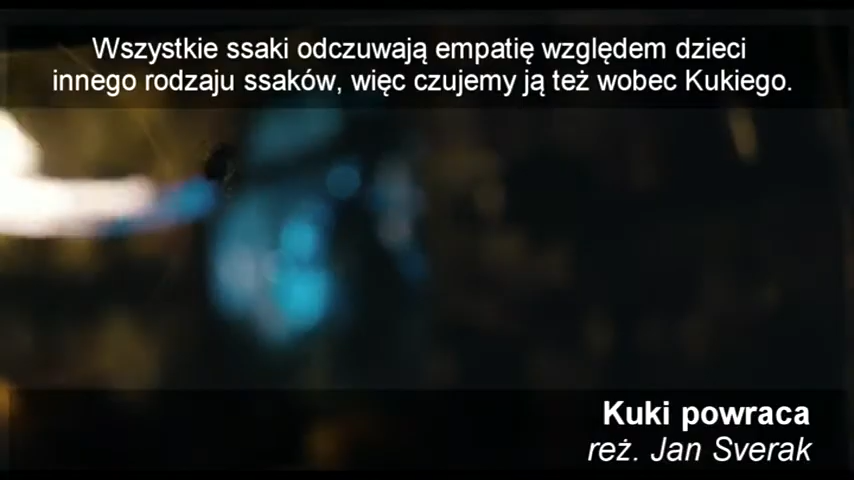 Wszystkie ssaki odczuwają empatię względem dzieci
innego rodzaju ssaków, więc czujemy ją też wobec Kukiego.
Kuki powraca
reż. Jan Sverak